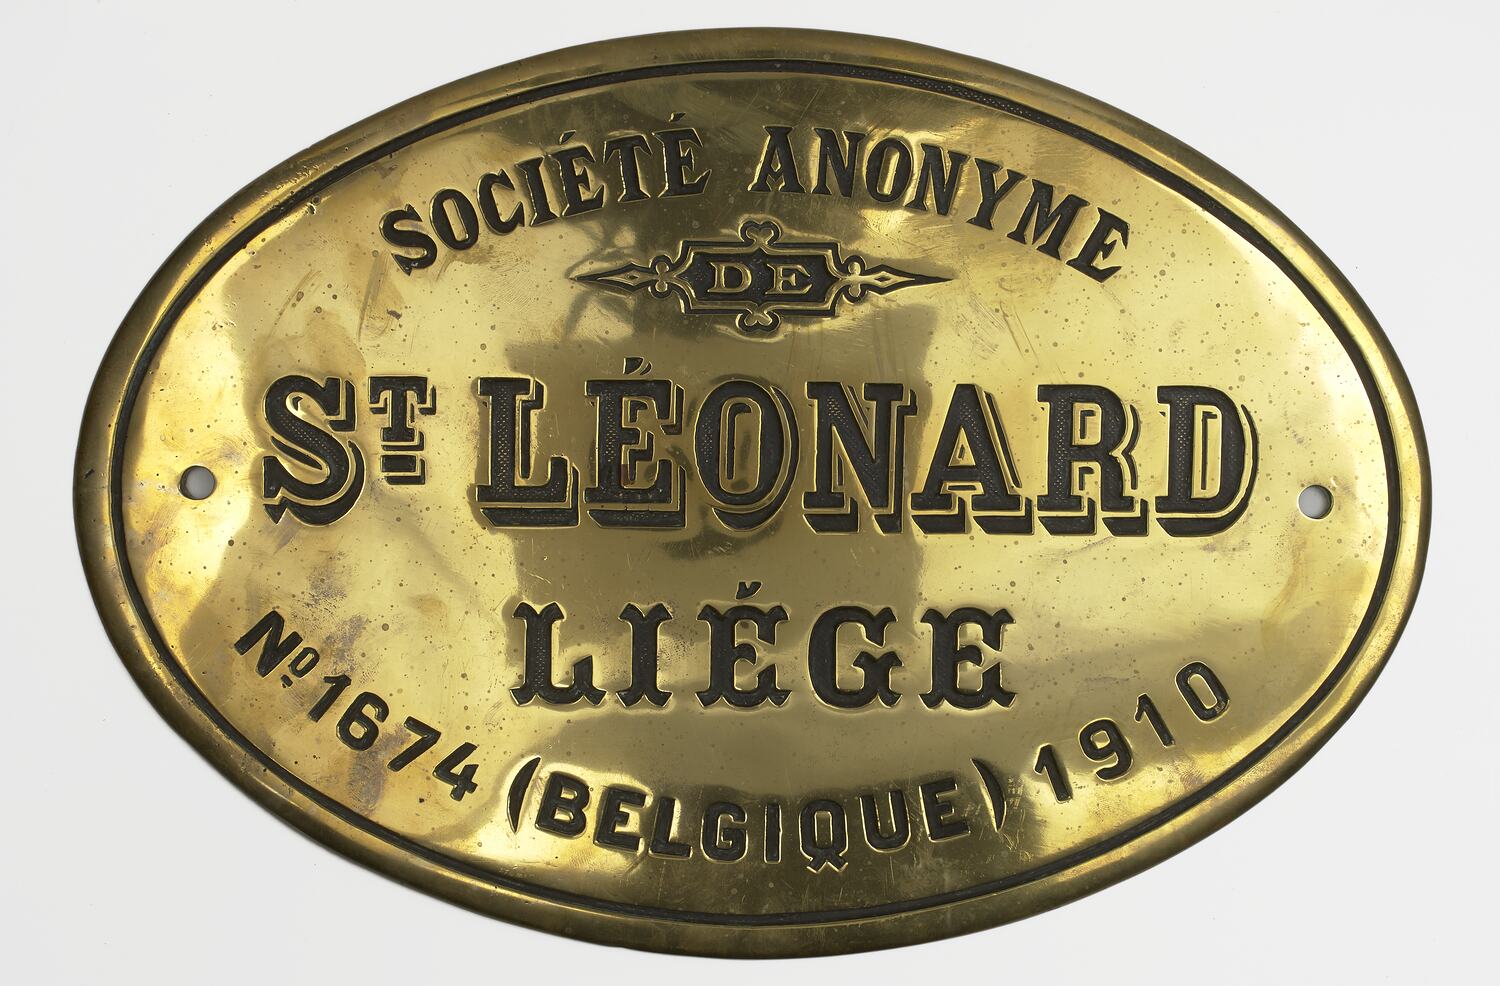 SOCIÉTÉ ANONYME
DE
ST LÉONARD
LIÉGE
No 1674 (BELGIQUE) 1910